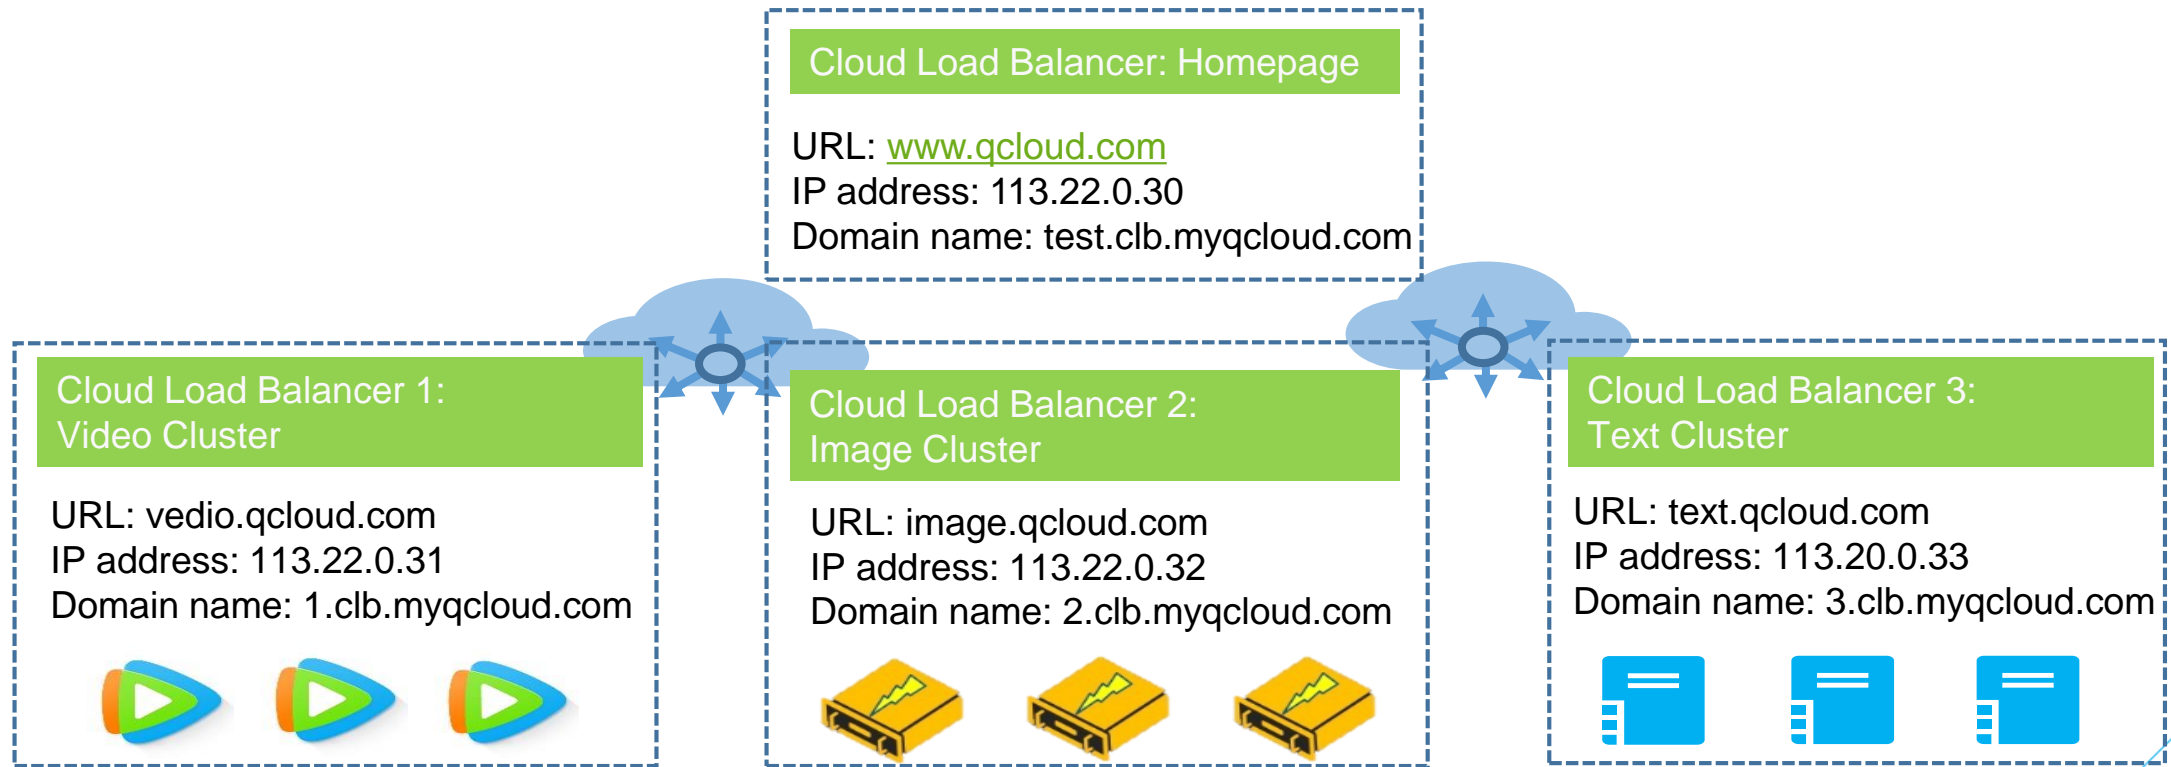 Cloud Load Balancer: Homepage
URL: www.qcloud.com
IP address: 113.22.0.30
Domain name: test.clb.myqcloud.com
Cloud Load Balancer 1:
Video Cluster
URL: vedio.qcloud.com
IP address: 113.22.0.31
Domain name: 1.clb.myqcloud.com
Cloud Load Balancer 2:
Image Cluster
URL: image.qcloud.com
IP address: 113.22.0.32
Domain name: 2.clb.myqcloud.com
Cloud Load Balancer 3:
Text Cluster
URL: text.qcloud.com
IP address: 113.20.0.33
Domain name: 3.clb.myqcloud.com